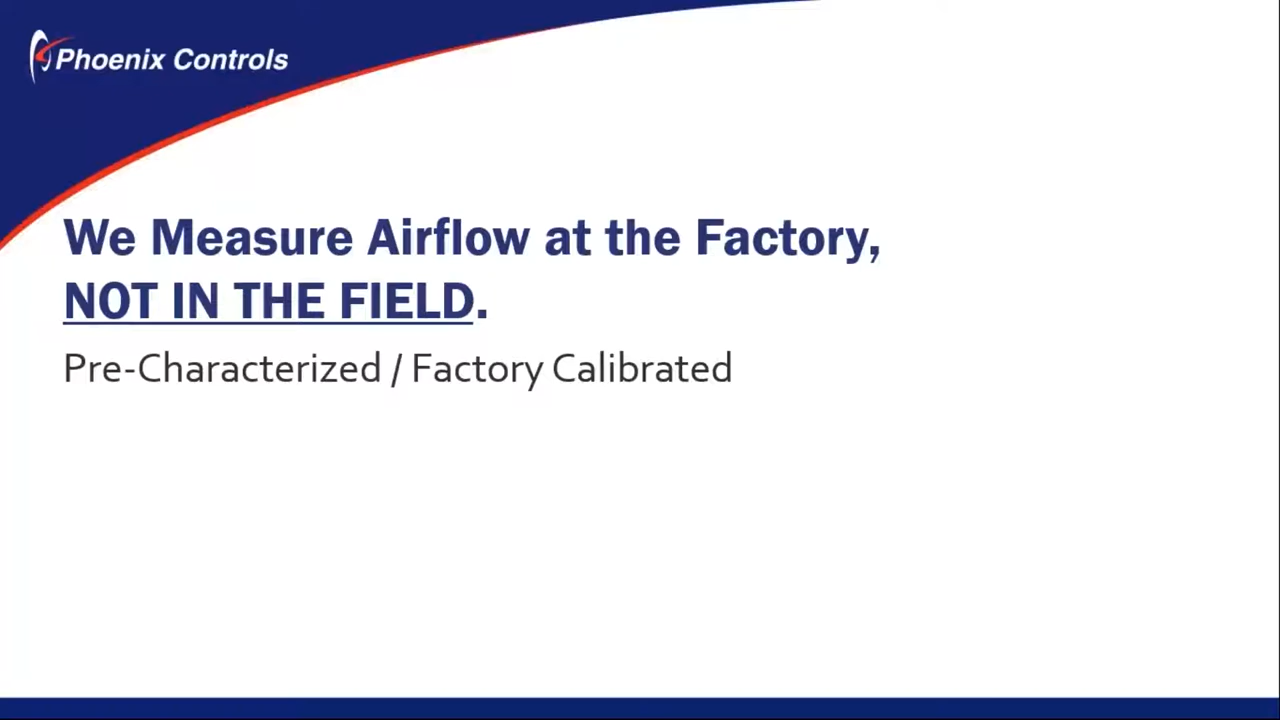 Phoenix Controls
We Measure Airflow at the Factory,
NOT IN THE FIELD.
Pre-Characterized / Factory Calibrated